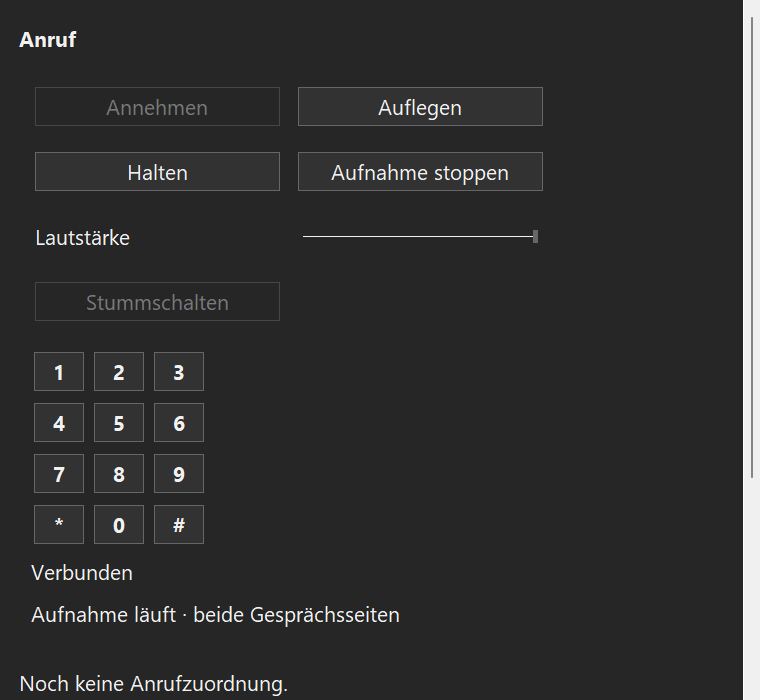 Anruf
Annehmen Auflegen
Halten Aufnahme stoppen
Lautstärke
Stummschalten
1 2 3
4 5 6
7 8 9
* 0 #
Verbunden
Aufnahme läuft · beide Gesprächsseiten
Noch keine Anrufzuordnung.